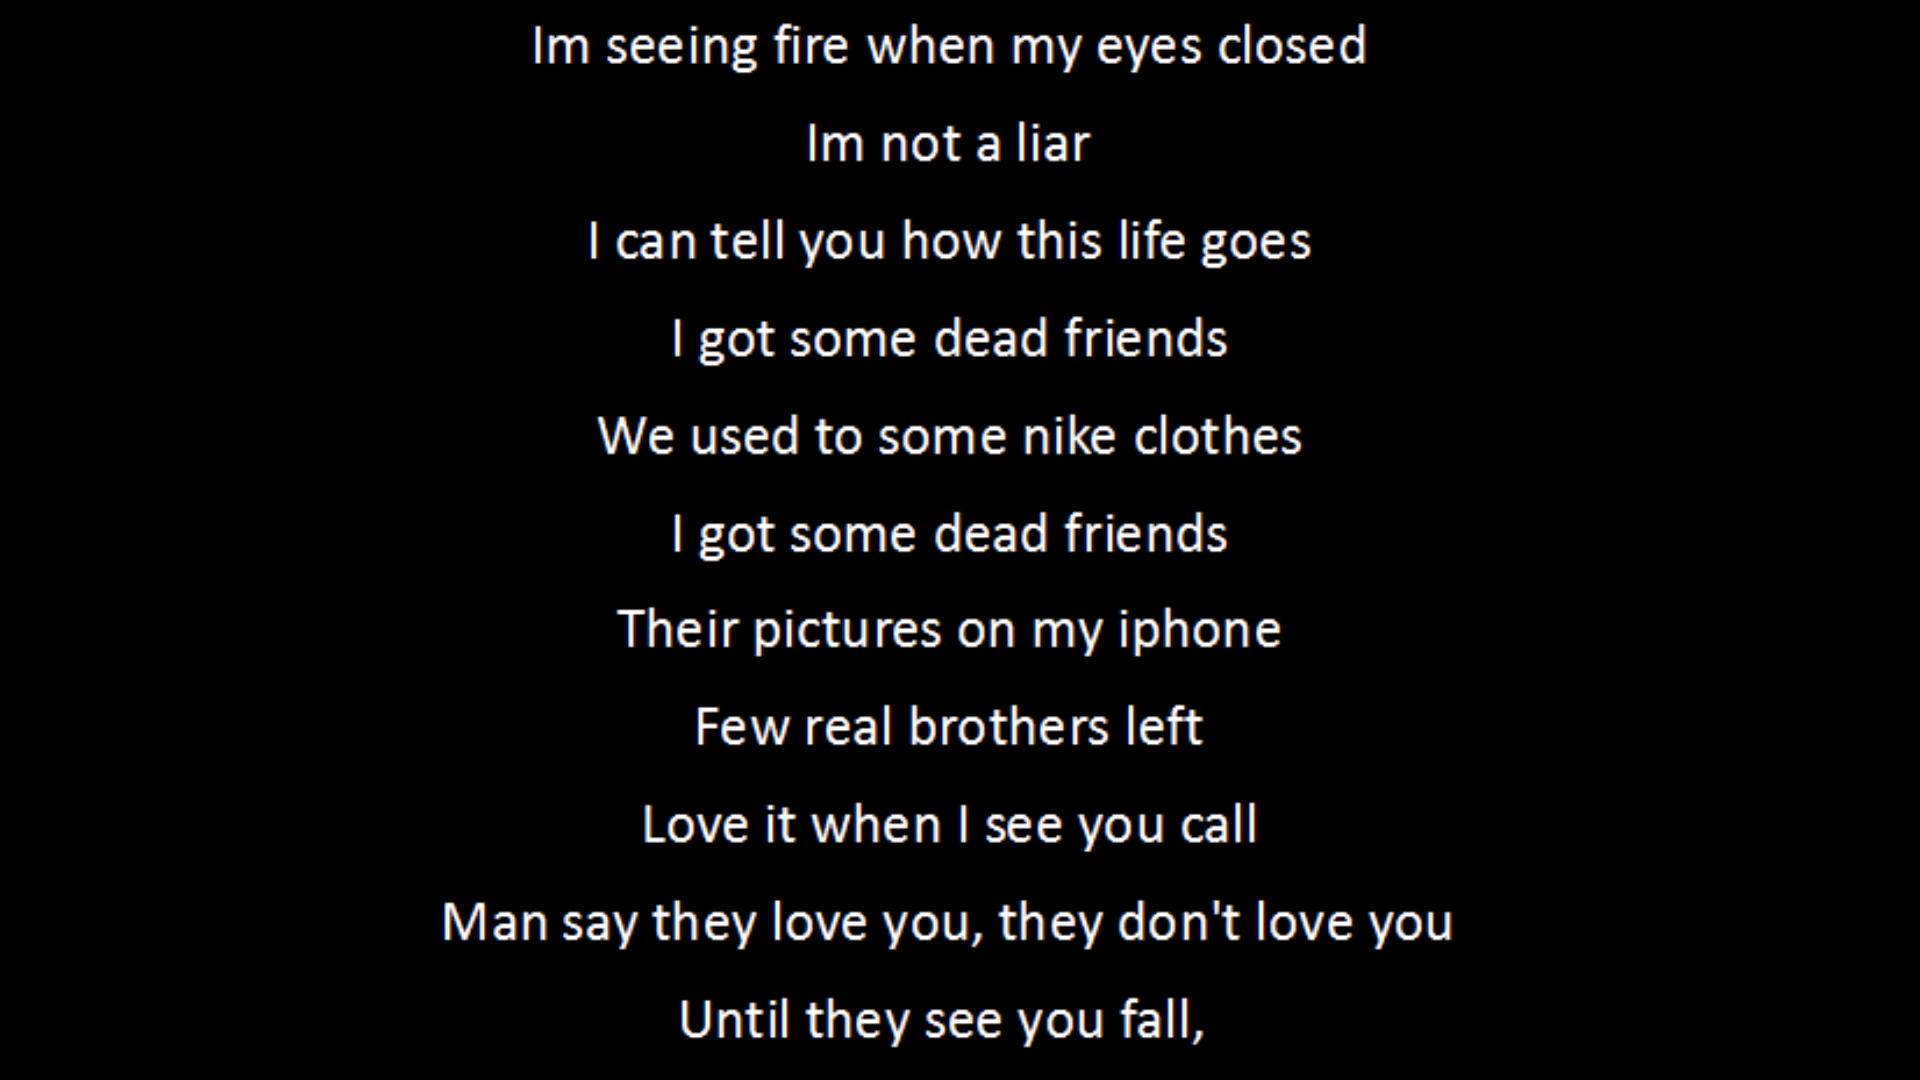 Im seeing fire when my eyes closed
Im not a liar
I can tell you how this life goes
I got some dead friends
We used to some nike clothes
I got some dead friends
Their pictures on my iphone
Few real brothers left
Love it when I see you call
Man say they love you, they don't love you
Until they see you fall,